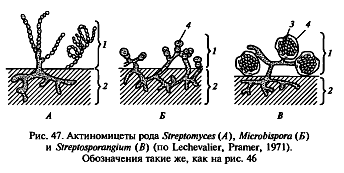 4
3
4
1
2
1
2
1
2
А
Б
В
Рис. 47. Актиномицеты рода Streptomyces (А), Microbispora (Б)
и Streptosporangium (В) (по Lechevalier, Pramer, 1971).
Обозначения такие же, как на рис. 46